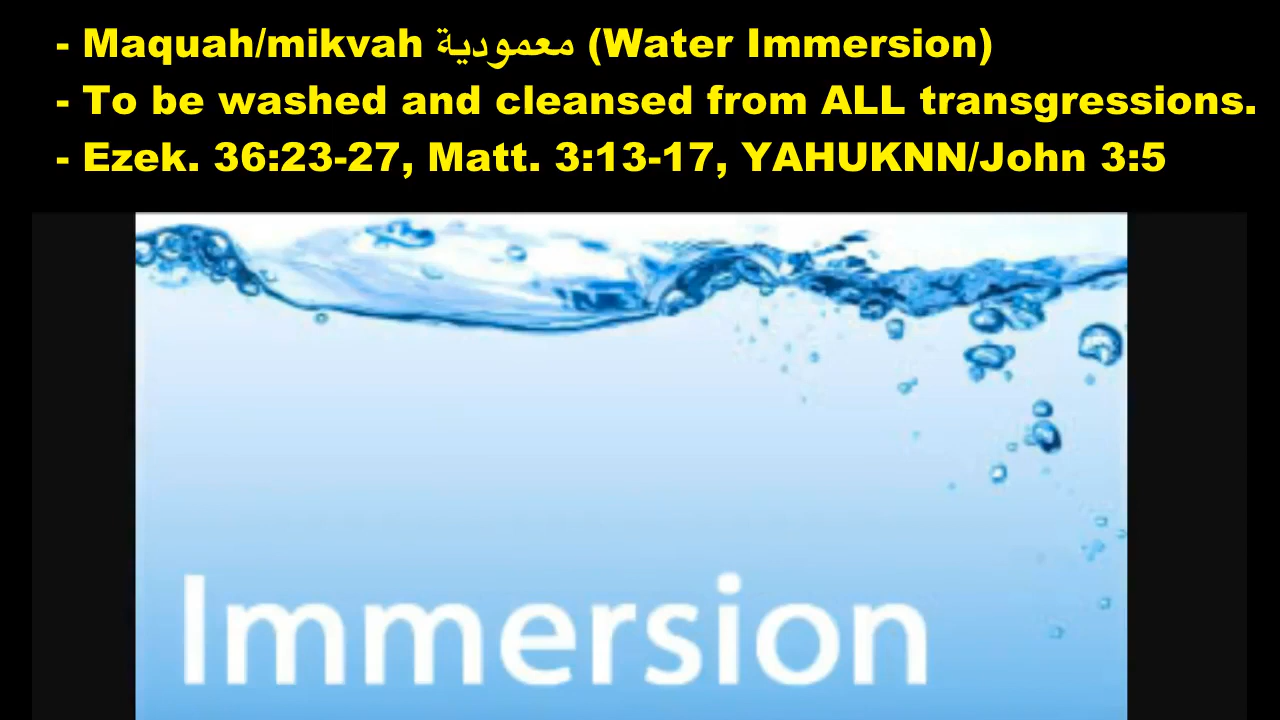 - Maquah/mikvah معمودية (Water Immersion)
- To be washed and cleansed from ALL transgressions.
- Ezek. 36:23-27, Matt. 3:13-17, YAHUKNN/John 3:5
Immersion